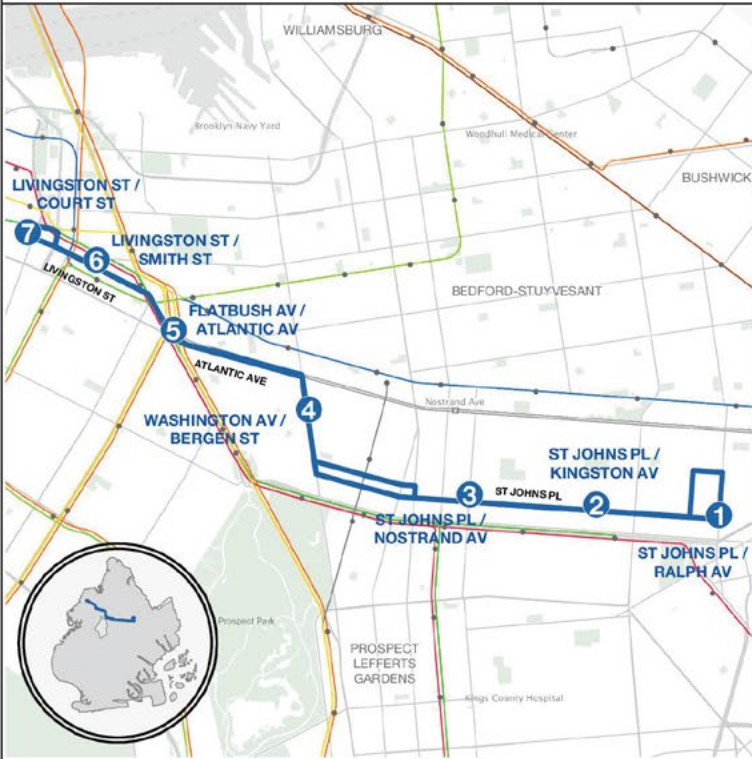 WILLIAMSBURG
Brooklyn Navy Yard
Woodhull Medical Center
BUSHWICK
LIVINGSTON ST /
COURT ST
7
LIVINGSTON ST /
SMITH ST
6
LIVINGSTON ST
BEDFORD-STUYVESANT
FLATBUSH AV /
ATLANTIC AV
5
ATLANTIC AVE
Nostrand Ave
4
WASHINGTON AV /
BERGEN ST
ST JOHNS PL /
KINGSTON AV
3
ST JOHNS PL
2
1
ST JOHNS PL /
NOSTRAND AV
ST JOHNS PL /
RALPH AV
Prospect Park
PROSPECT
LEFFERTS
GARDENS
Kings County Hospital